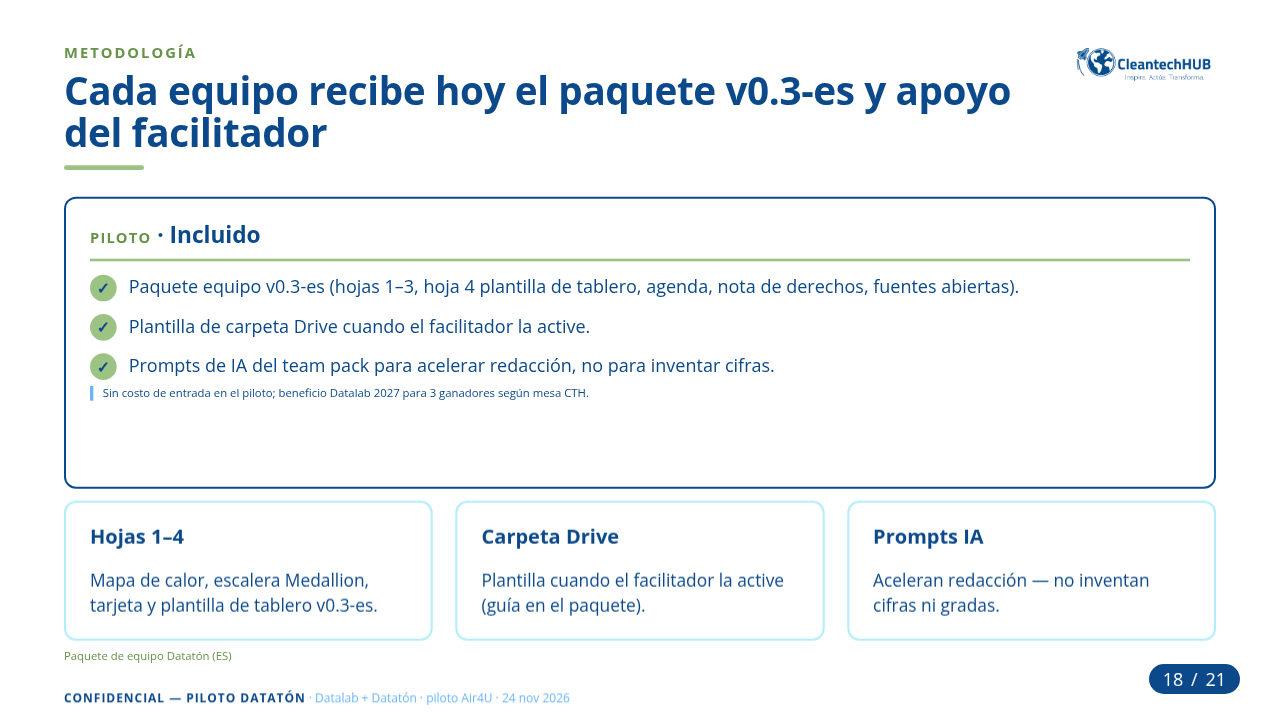 METODOLOGÍA
Cada equipo recibe hoy el paquete v0.3-es y apoyo
del facilitador
CleantechHUB
Inspira. Actúa. Transforma.
PILOTO · Incluido
✓ Paquete equipo v0.3-es (hojas 1–3, hoja 4 plantilla de tablero, agenda, nota de derechos, fuentes abiertas).
✓ Plantilla de carpeta Drive cuando el facilitador la active.
✓ Prompts de IA del team pack para acelerar redacción, no para inventar cifras.
Sin costo de entrada en el piloto; beneficio Datalab 2027 para 3 ganadores según mesa CTH.
Hojas 1–4
Mapa de calor, escalera Medallion,
tarjeta y plantilla de tablero v0.3-es.
Carpeta Drive
Plantilla cuando el facilitador la active
(guía en el paquete).
Prompts IA
Aceleran redacción — no inventan
cifras ni gradas.
Paquete de equipo Datatón (ES)
CONFIDENCIAL — PILOTO DATATÓN · Datalab + Datatón · piloto Air4U · 24 nov 2026
18 / 21